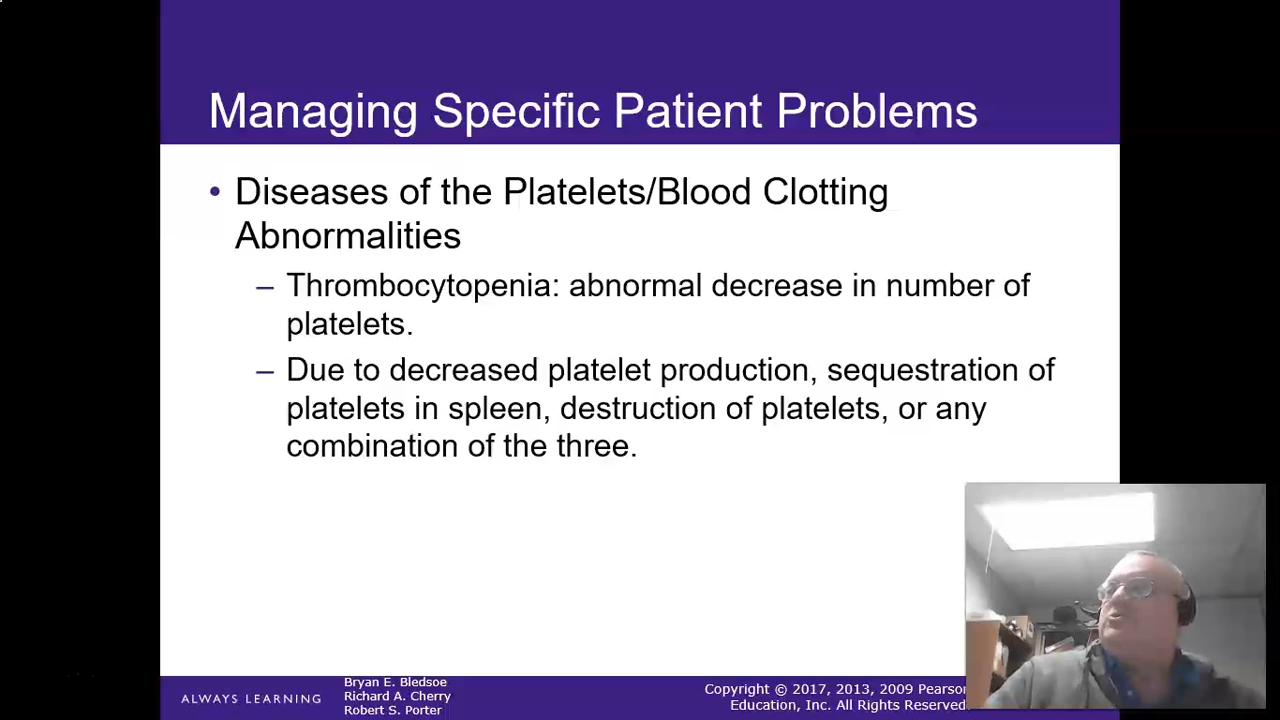 Managing Specific Patient Problems
• Diseases of the Platelets/Blood Clotting
Abnormalities
– Thrombocytopenia: abnormal decrease in number of
platelets.
– Due to decreased platelet production, sequestration of
platelets in spleen, destruction of platelets, or any
combination of the three.
ALWAYS LEARNING
Bryan E. Bledsoe
Richard A. Cherry
Robert S. Porter
Copyright © 2017, 2013, 2009 Pearson
Education, Inc. All Rights Reserved.